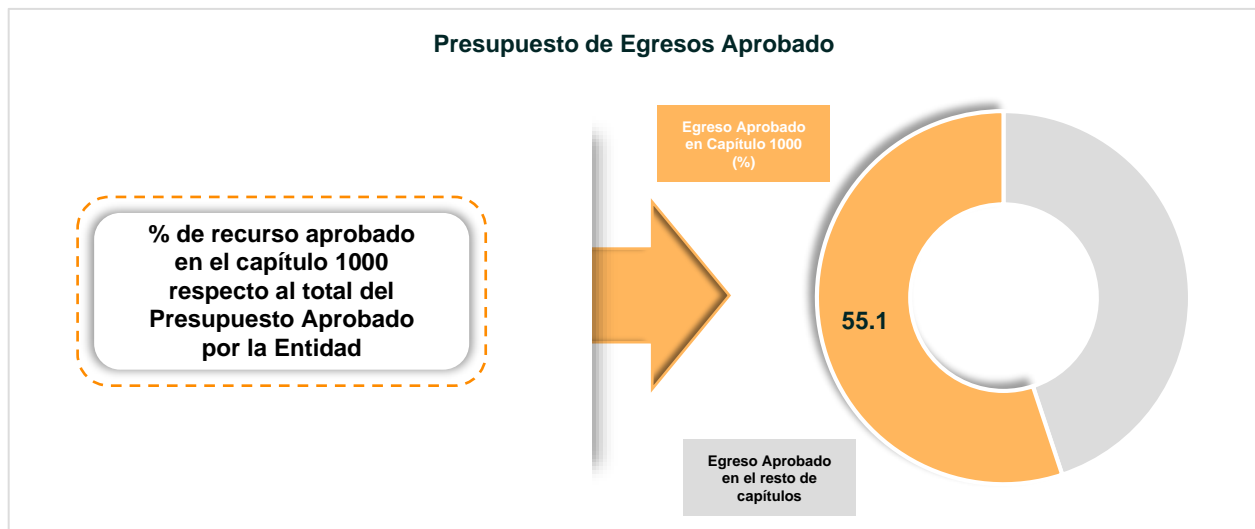 Presupuesto de Egresos Aprobado
Egreso Aprobado
en Capítulo 1000
(%)
% de recurso aprobado
en el capítulo 1000
respecto al total del
Presupuesto Aprobado
por la Entidad
55.1
Egreso Aprobado
en el resto de
capítulos